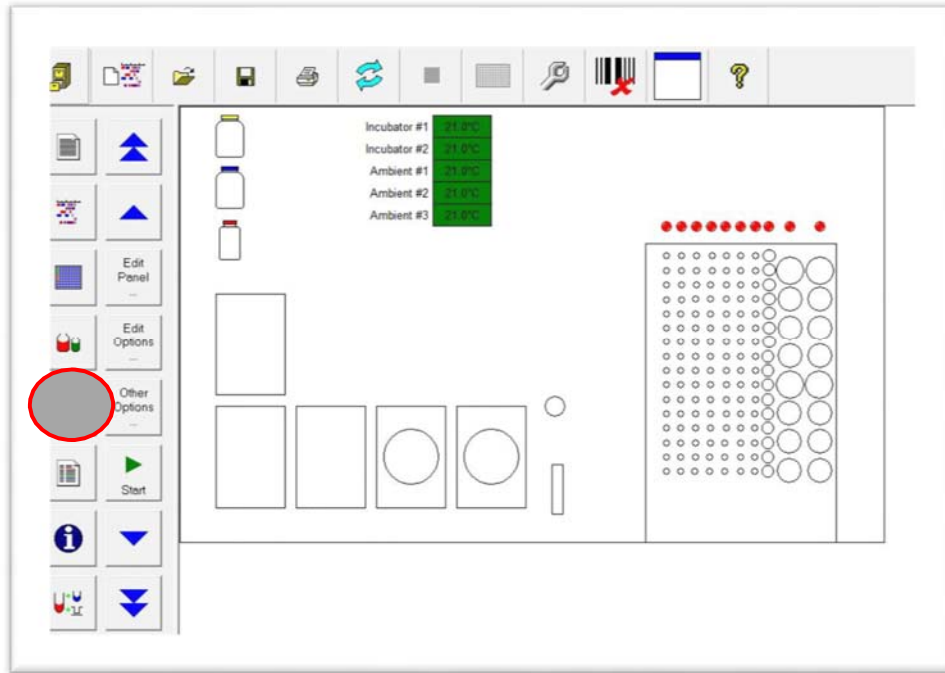 Incubator #1 21.0°C
Incubator #2 21.0°C
Ambient #1 21.0°C
Ambient #2 21.0°C
Ambient #3 21.0°C
Edit
Panel
...
Edit
Options
...
Other
Options
...
Start